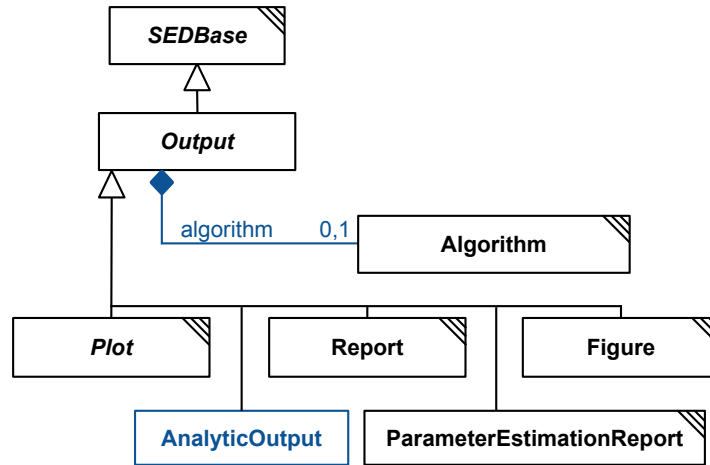 SEDBase
Output
algorithm 0,1
Algorithm
Plot
Report
Figure
AnalyticOutput
ParameterEstimationReport